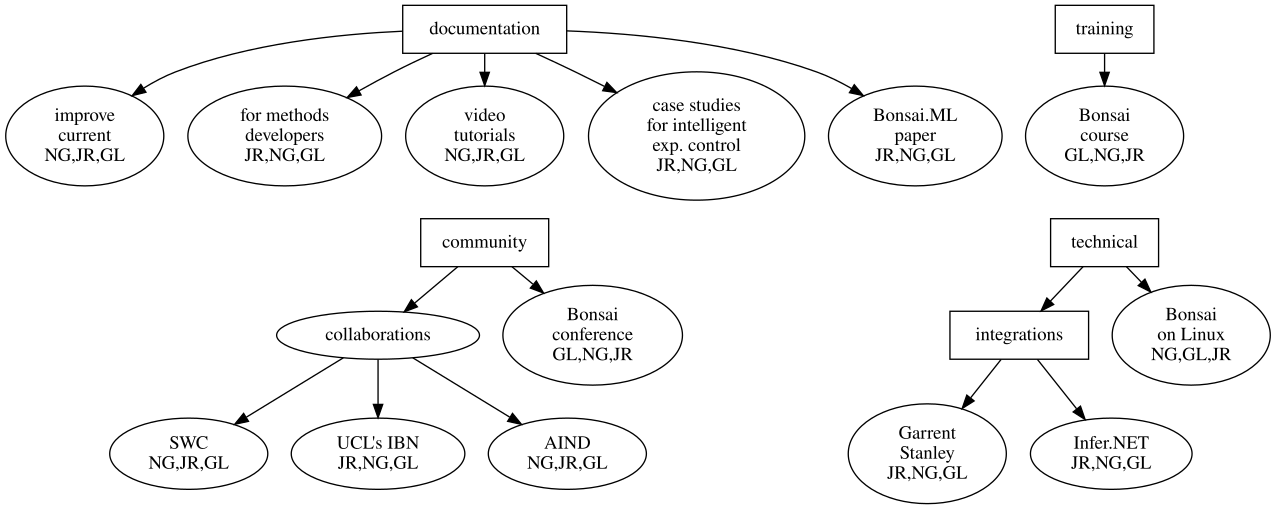 documentation
training
improve
current
NG,JR,GL
for methods
developers
JR,NG,GL
video
tutorials
NG,JR,GL
case studies
for intelligent
exp. control
JR,NG,GL
Bonsai.ML
paper
JR,NG,GL
Bonsai
course
GL,NG,JR
community
technical
collaborations
Bonsai
conference
GL,NG,JR
integrations
Bonsai
on Linux
NG,GL,JR
SWC
NG,JR,GL
UCL's IBN
JR,NG,GL
AIND
NG,JR,GL
Garrent
Stanley
JR,NG,GL
Infer.NET
JR,NG,GL